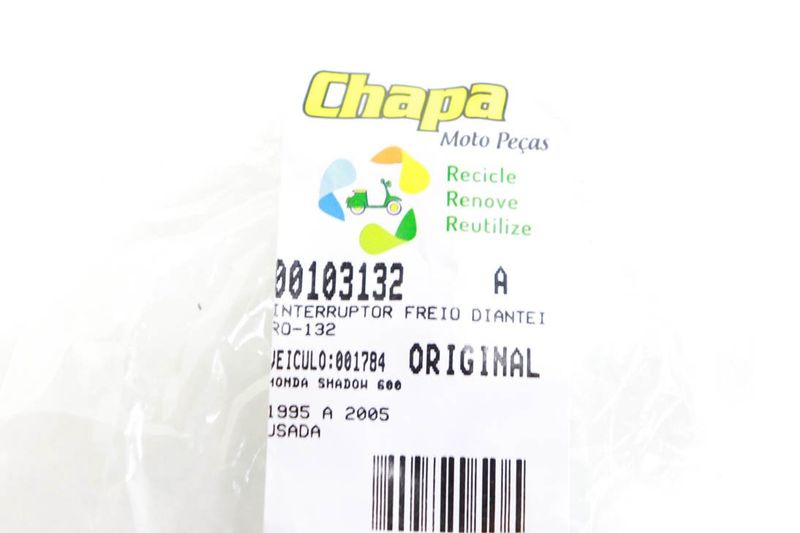 Chapa
Moto Peças
Recicle
Renove
Reutilize
00103132 A
INTERRUPTOR FREIO DIANTEI
RO-132
VEICULO:001784 ORIGINAL
HONDA SHADOW 600
1995 A 2005
USADA